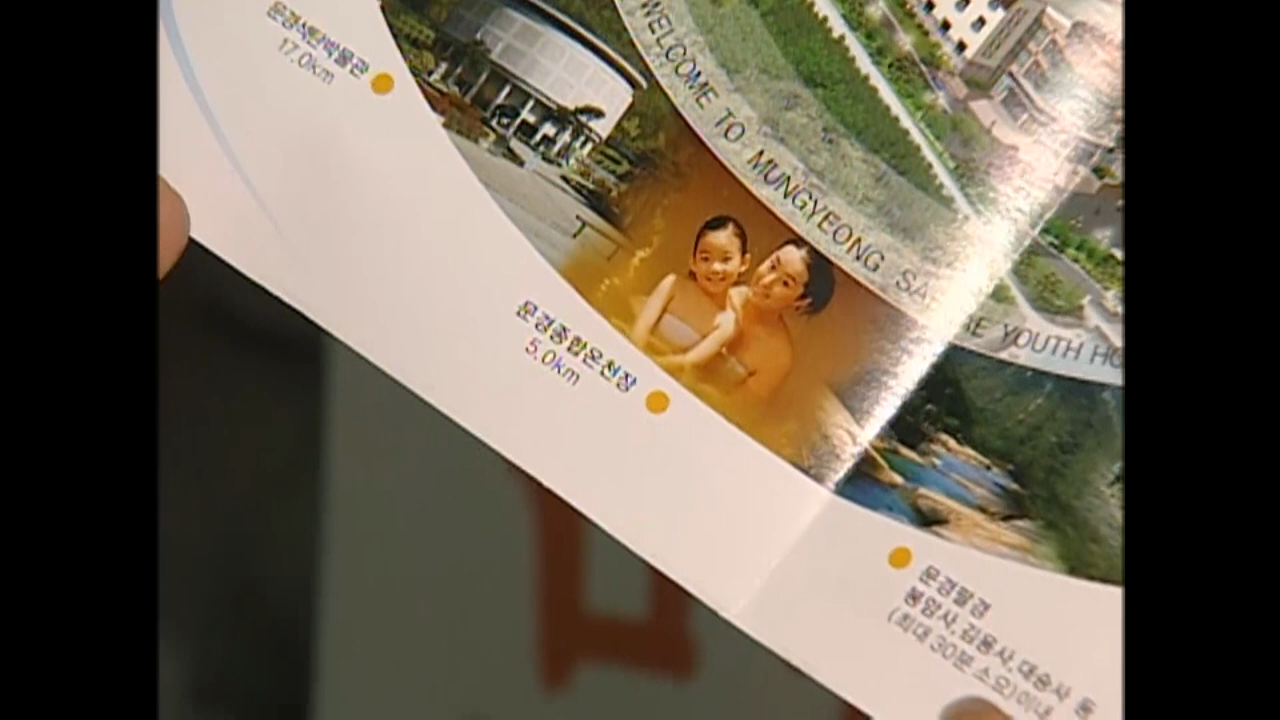 문경석탄박물관
17.0km
WELCOME TO MUNGYEONG SA
E YOUTH HO
문경종합온천장
5.0km
문경팔경
봉암사, 김용사, 대승사 등
(최대 30분 소요) 이내